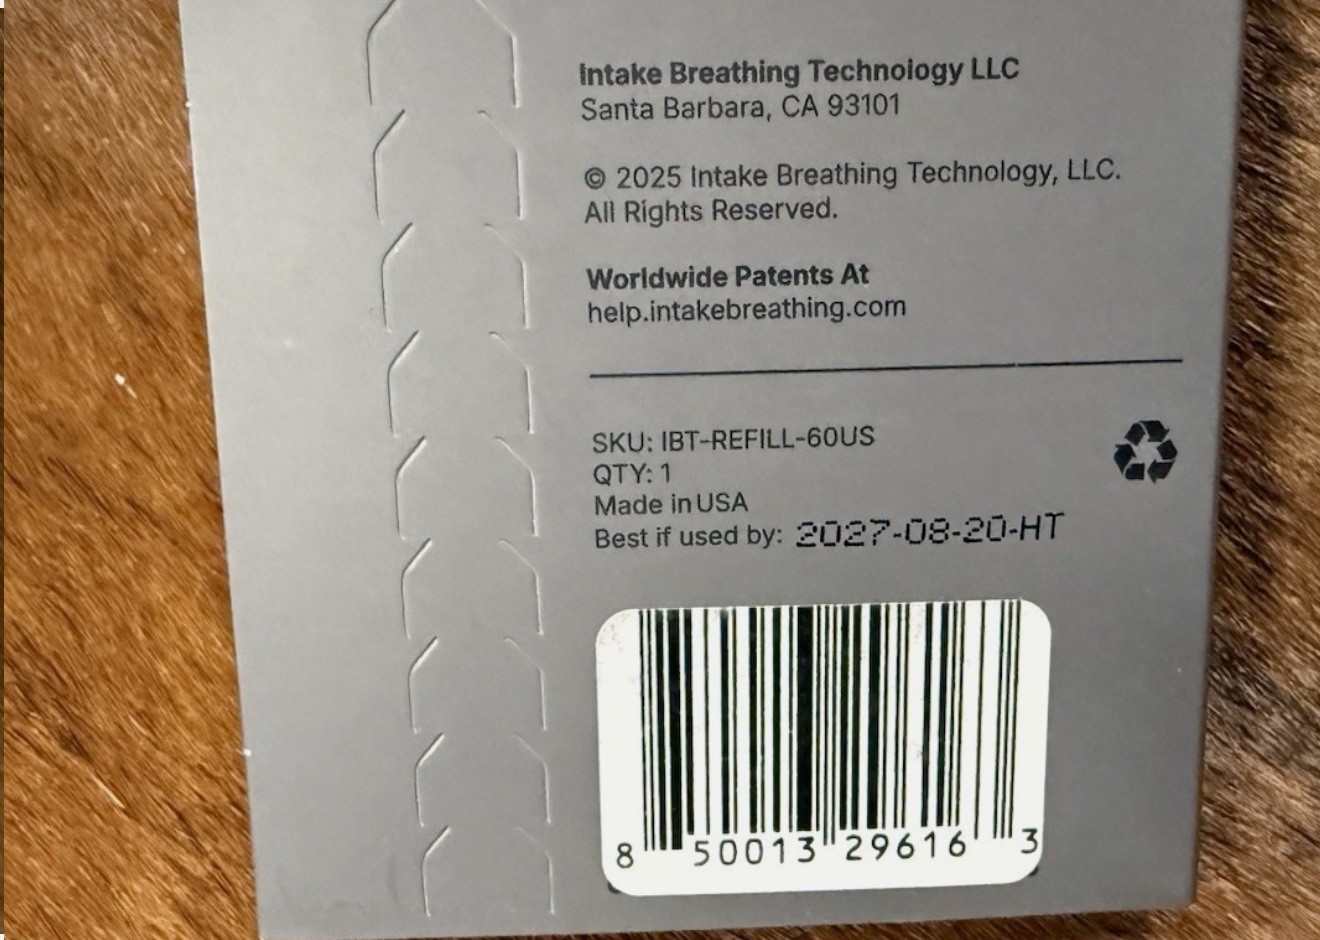 Intake Breathing Technology LLC
Santa Barbara, CA 93101
© 2025 Intake Breathing Technology, LLC.
All Rights Reserved.
Worldwide Patents At
help.intakebreathing.com
SKU: IBT-REFILL-60US
QTY: 1
Made in USA
Best if used by: 2027-08-20-HT
8 50013 29616 3